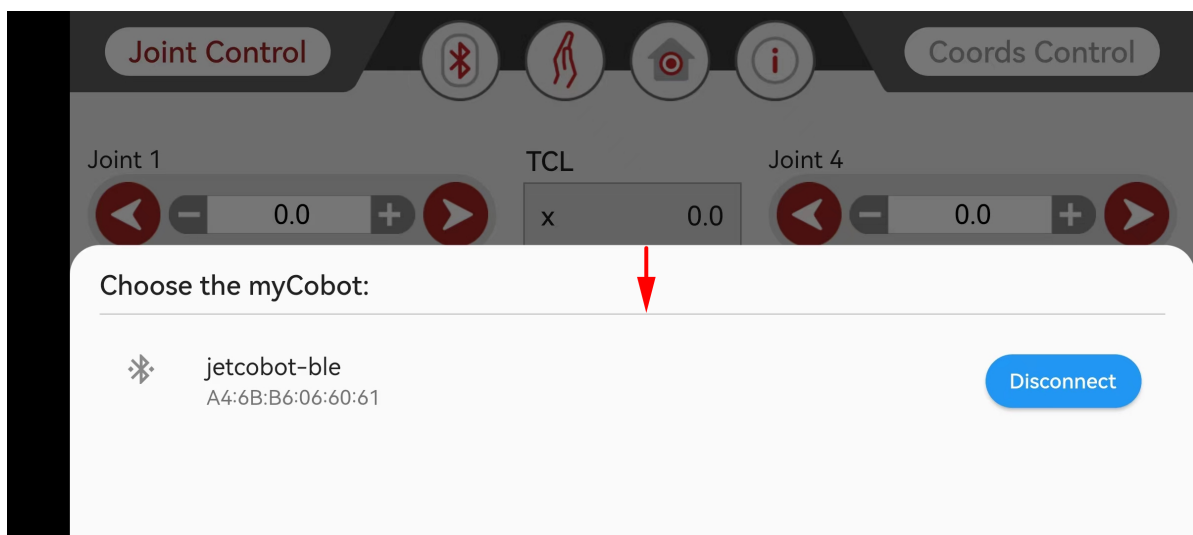 Joint Control
Coords Control
Joint 1
TCL
Joint 4
0.0
x 0.0
0.0
Choose the myCobot:
jetcobot-ble
A4:6B:B6:06:60:61
Disconnect